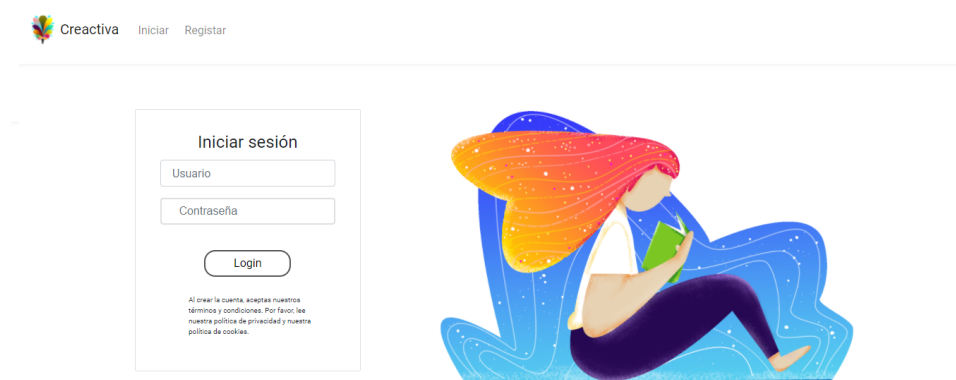 Creactiva Iniciar Registar
Iniciar sesión
Usuario
Contraseña
Login
Al crear la cuenta, aceptas nuestros
términos y condiciones. Por favor, lee
nuestra política de privacidad y nuestra
política de cookies.